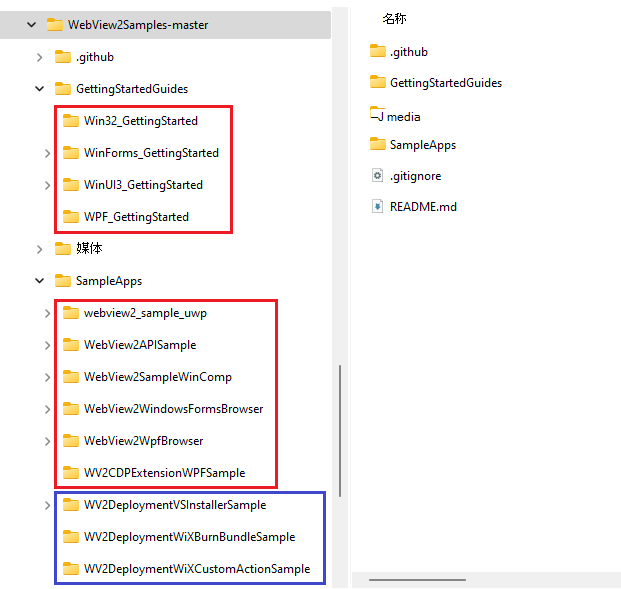 WebView2Samples-master
.github
GettingStartedGuides
Win32_GettingStarted
WinForms_GettingStarted
WinUI3_GettingStarted
WPF_GettingStarted
媒体
SampleApps
webview2_sample_uwp
WebView2APISample
WebView2SampleWinComp
WebView2WindowsFormsBrowser
WebView2WpfBrowser
WV2CDPExtensionWPFSample
WV2DeploymentVSInstallerSample
WV2DeploymentWiXBurnBundleSample
WV2DeploymentWiXCustomActionSample
名称
.github
GettingStartedGuides
media
SampleApps
.gitignore
README.md